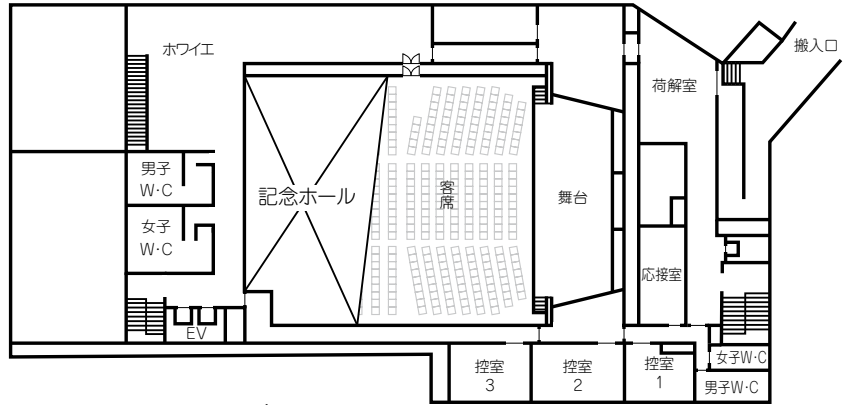 ホワイエ
搬入口
荷解室
男子
W・C
記念ホール
客席
舞台
女子
W・C
応接室
EV
控室
3
控室
2
控室
1
女子W・C
男子W・C